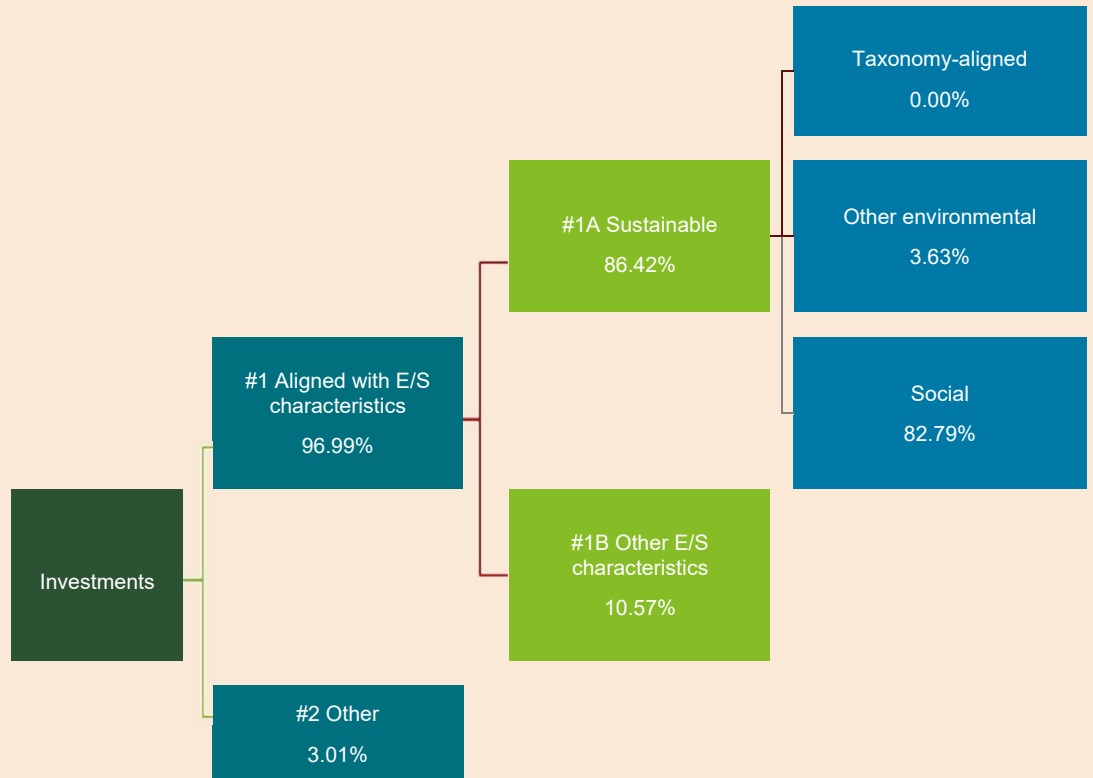 Investments
#1 Aligned with E/S
characteristics
96.99%
#2 Other
3.01%
#1A Sustainable
86.42%
#1B Other E/S
characteristics
10.57%
Taxonomy-aligned
0.00%
Other environmental
3.63%
Social
82.79%